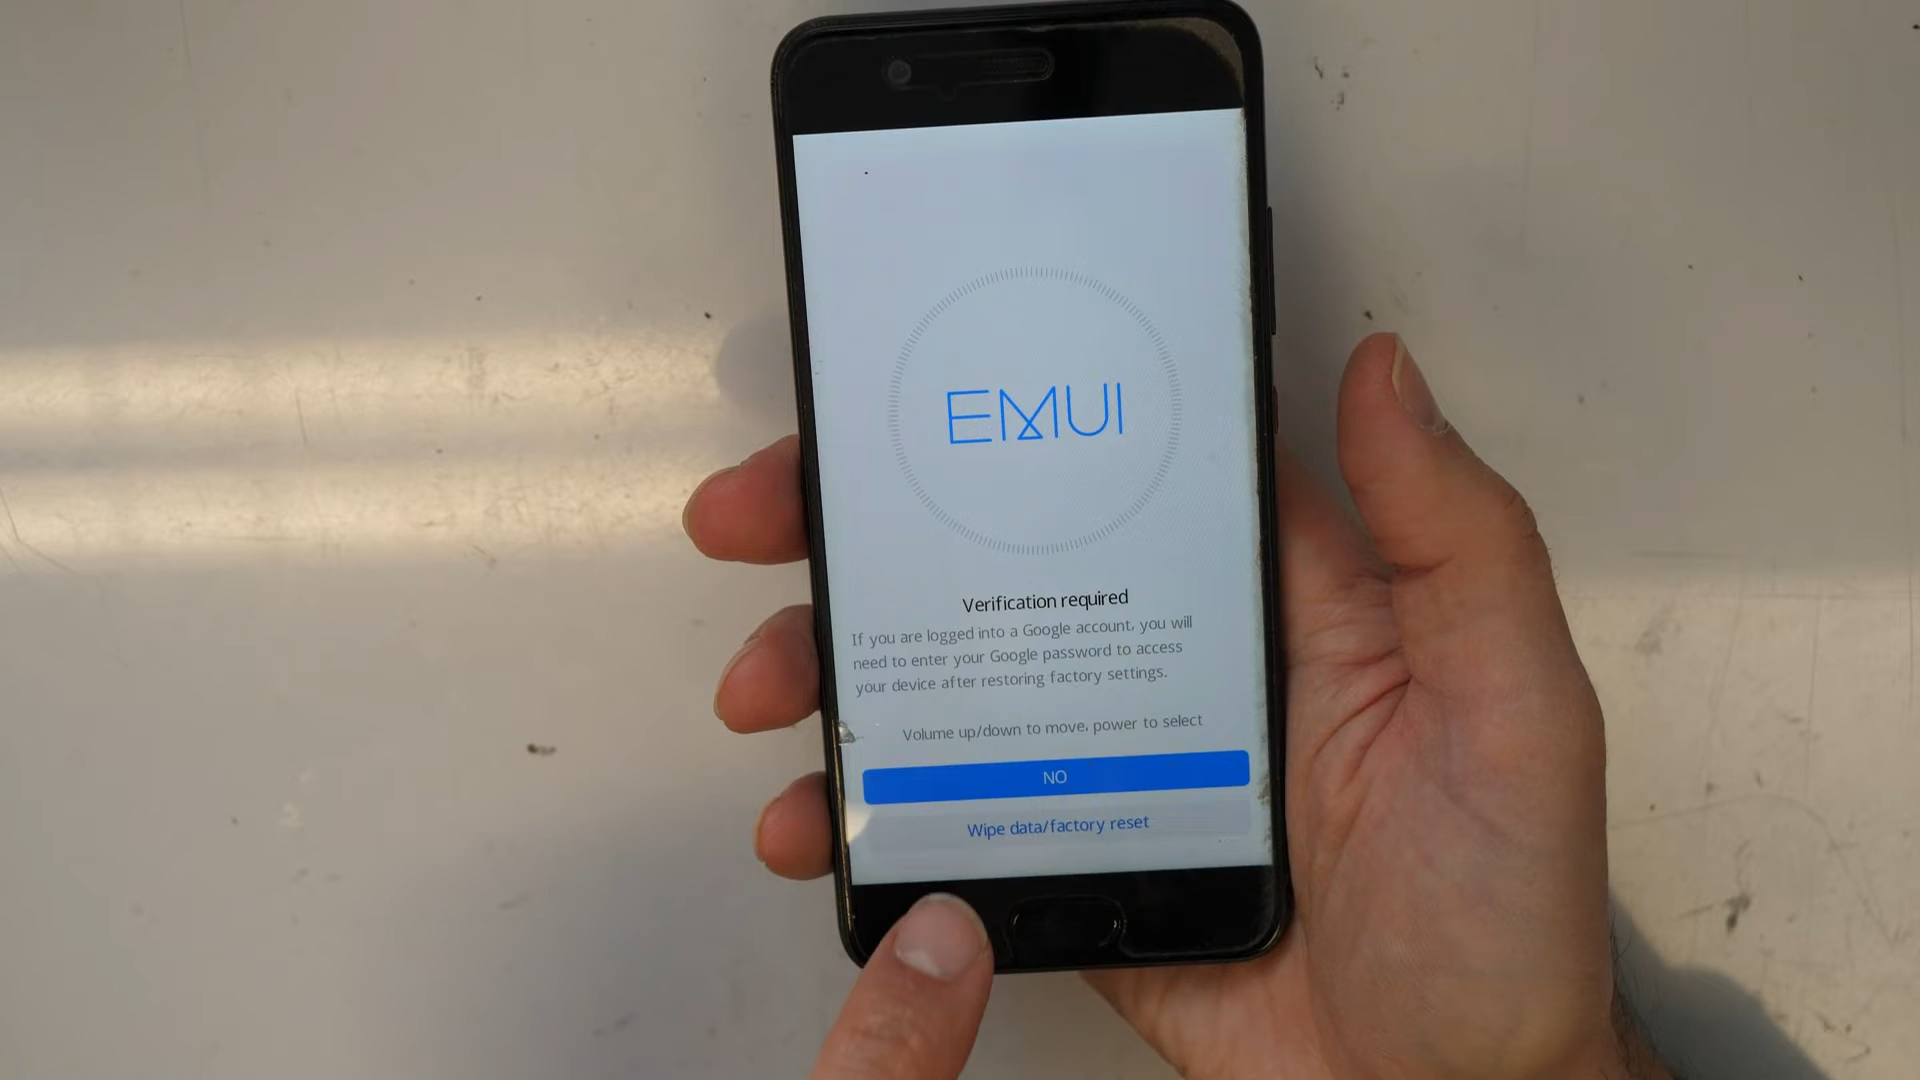 EMUI
Verification required
If you are logged into a Google account, you will
need to enter your Google password to access
your device after restoring factory settings.
Volume up/down to move, power to select
NO
Wipe data/factory reset